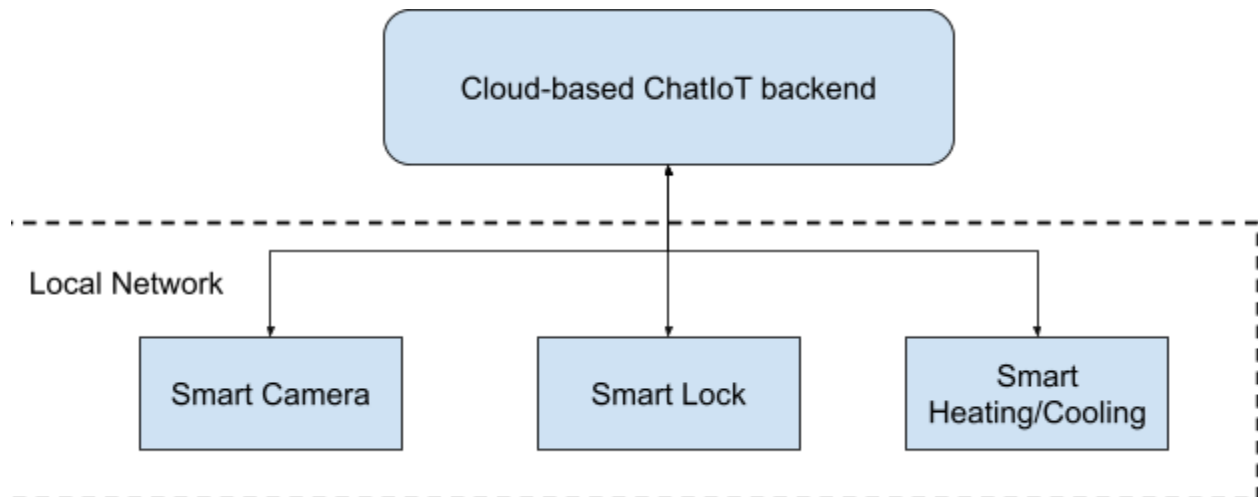 Cloud-based ChatIoT backend
Local Network
Smart Camera
Smart Lock
Smart
Heating/Cooling